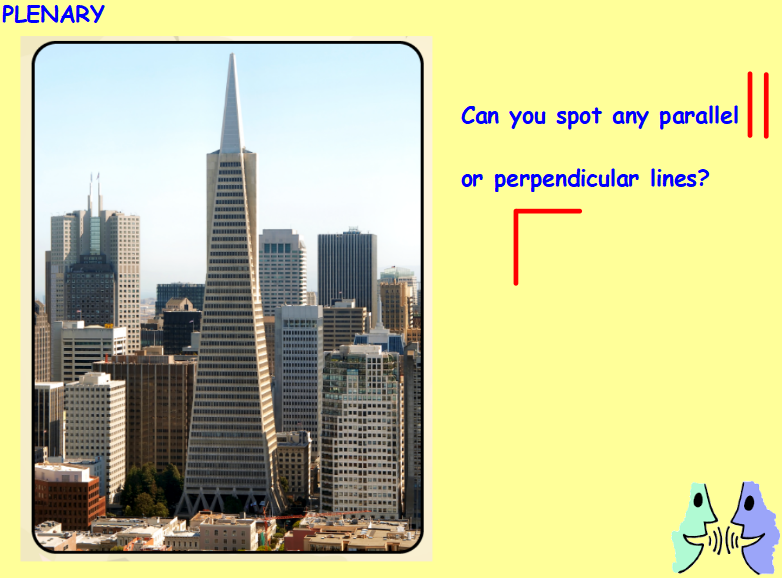 PLENARY
Can you spot any parallel
or perpendicular lines?